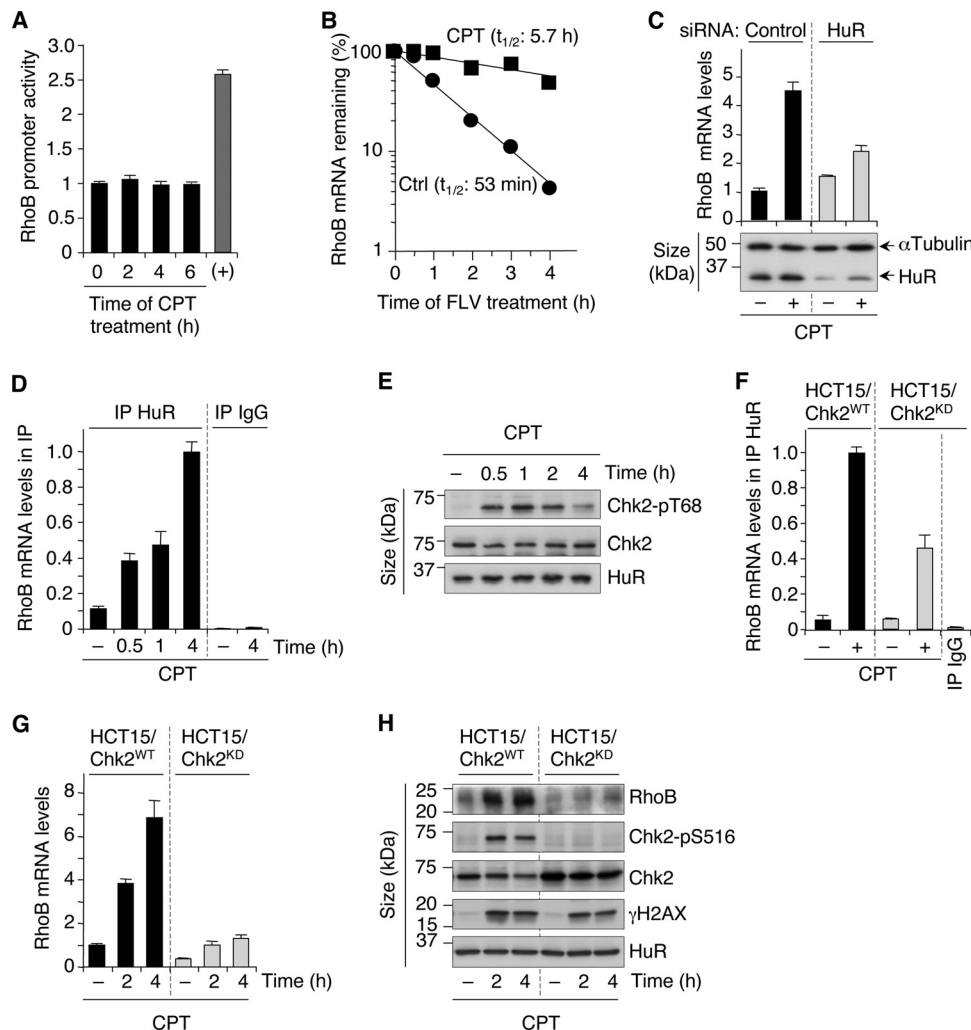 A
RhoB promoter activity
3.0
2.5
2.0
1.5
1
0.5
0
0 2 4 6 (+)
Time of CPT
treatment (h)
B
RhoB mRNA remaining (%)
CPT (t1/2: 5.7 h)
100
10
1
Ctrl (t1/2: 53 min)
0 1 2 3 4
Time of FLV treatment (h)
C
siRNA: Control HuR
RhoB mRNA levels
5
4
3
2
1
0
Size
(kDa)
50
37
αTubulin
HuR
– + – +
CPT
D
IP HuR IP IgG
RhoB mRNA levels in IP
1.0
0.8
0.6
0.4
0.2
0
– 0.5 1 4 – 4 Time (h)
CPT
E
CPT
– 0.5 1 2 4 Time (h)
Size (kDa)
75
Chk2-pT68
75
Chk2
37
HuR
F
HCT15/
Chk2WT
HCT15/
Chk2KD
RhoB mRNA levels in IP HuR
1.0
0.8
0.6
0.4
0.2
0
– + – + IP IgG
CPT
G
HCT15/
Chk2WT
HCT15/
Chk2KD
RhoB mRNA levels
8
6
4
2
0
– 2 4 – 2 4 Time (h)
CPT
H
HCT15/
Chk2WT
HCT15/
Chk2KD
Size (kDa)
25
20
RhoB
75
Chk2-pS516
75
Chk2
20
15
γH2AX
37
HuR
– 2 4 – 2 4 Time (h)
CPT